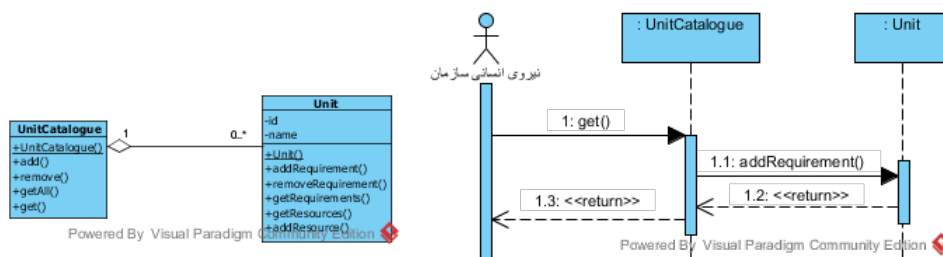 UnitCatalogue
+UnitCatalogue()
+add()
+remove()
+getAll()
+get()
1
0..*
Unit
-id
-name
+Unit()
+addRequirement()
+removeRequirement()
+getRequirements()
+getResources()
+addResource()
Powered By Visual Paradigm Community Edition
نیروی انسانی سازمان
: UnitCatalogue
: Unit
1: get()
1.1: addRequirement()
1.2: <<return>>
1.3: <<return>>
Powered By Visual Paradigm Community Edition